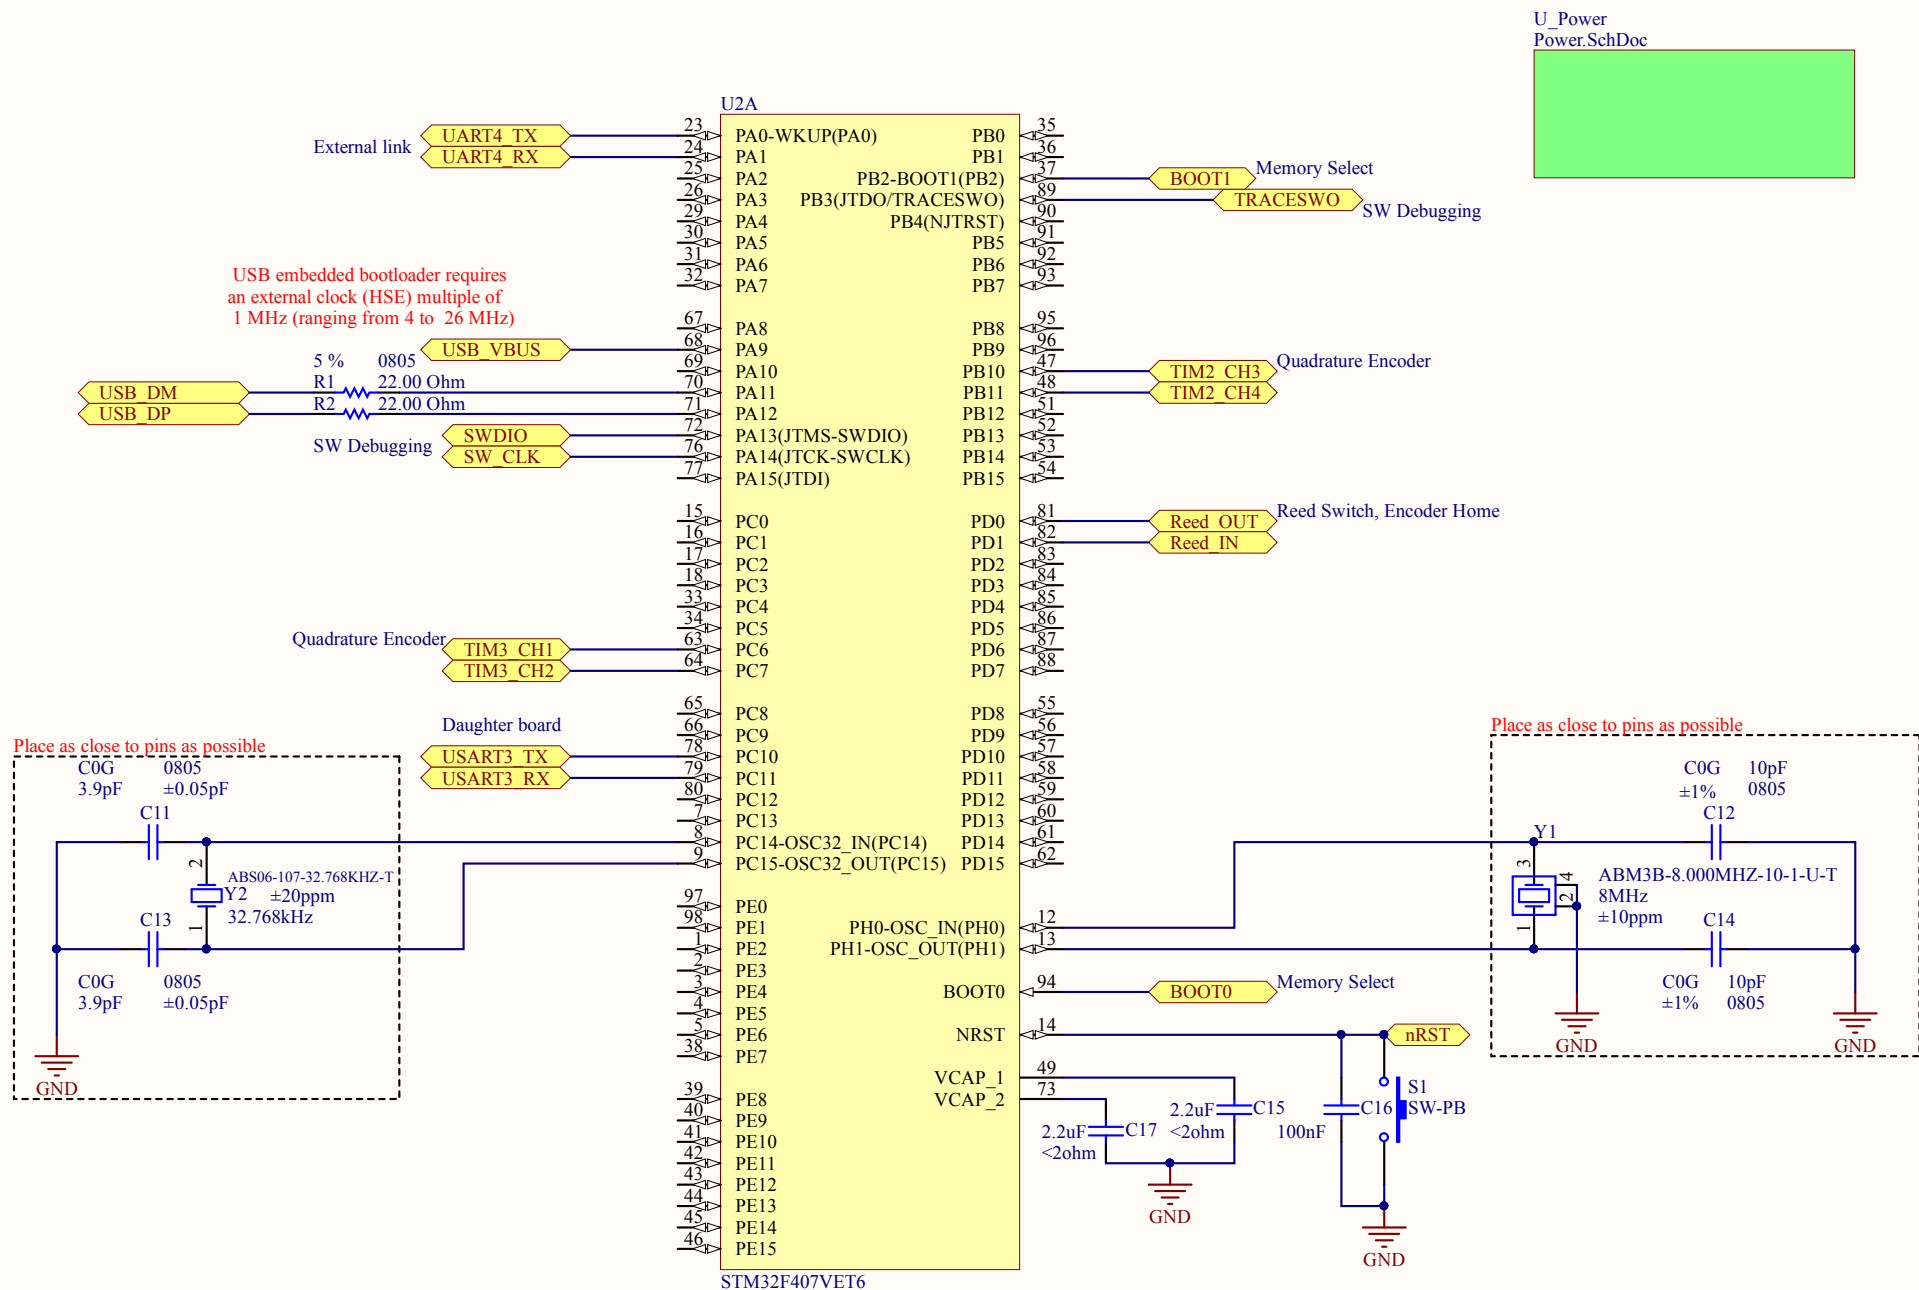 U_Power
Power.SchDoc
U2A
External link
UART4_TX
UART4_RX
USB embedded bootloader requires
an external clock (HSE) multiple of
1 MHz (ranging from 4 to 26 MHz)
USB_VBUS
5 % 0805
R1 22.00 Ohm
R2 22.00 Ohm
USB_DM
USB_DP
SW Debugging
SWDIO
SW_CLK
Quadrature Encoder
TIM3_CH1
TIM3_CH2
Daughter board
USART3_TX
USART3_RX
23 PA0-WKUP(PA0)
24 PA1
25 PA2
26 PA3
29 PA4
30 PA5
31 PA6
32 PA7
67 PA8
68 PA9
69 PA10
70 PA11
71 PA12
72 PA13(JTMS-SWDIO)
76 PA14(JTCK-SWCLK)
77 PA15(JTDI)
15 PC0
16 PC1
17 PC2
18 PC3
33 PC4
34 PC5
63 PC6
64 PC7
65 PC8
66 PC9
78 PC10
79 PC11
80 PC12
7 PC13
8 PC14-OSC32_IN(PC14)
9 PC15-OSC32_OUT(PC15)
97 PE0
98 PE1
1 PE2
2 PE3
3 PE4
4 PE5
5 PE6
38 PE7
39 PE8
40 PE9
41 PE10
42 PE11
43 PE12
44 PE13
45 PE14
46 PE15
PB0 35
PB1 36
PB2-BOOT1(PB2) 37
PB3(JTDO/TRACESWO) 89
PB4(NJTRST) 90
PB5 91
PB6 92
PB7 93
PB8 95
PB9 96
PB10 47
PB11 48
PB12 51
PB13 52
PB14 53
PB15 54
PD0 81
PD1 82
PD2 83
PD3 84
PD4 85
PD5 86
PD6 87
PD7 88
PD8 55
PD9 56
PD10 57
PD11 58
PD12 59
PD13 60
PD14 61
PD15 62
PH0-OSC_IN(PH0) 12
PH1-OSC_OUT(PH1) 13
BOOT0 94
NRST 14
VCAP_1 49
VCAP_2 73
STM32F407VET6
BOOT1
Memory Select
TRACESWO
SW Debugging
Quadrature Encoder
TIM2_CH3
TIM2_CH4
Reed Switch, Encoder Home
Reed_OUT
Reed_IN
BOOT0
Memory Select
nRST
Place as close to pins as possible
C0G 0805
3.9pF ±0.05pF
C11
2
ABS06-107-32.768KHZ-T
Y2 ±20ppm
32.768kHz
1
C13
C0G 0805
3.9pF ±0.05pF
GND
Place as close to pins as possible
C0G 10pF
±1% 0805
C12
Y1
3
4
2
1
ABM3B-8.000MHZ-10-1-U-T
8MHz
±10ppm
C14
C0G 10pF
±1% 0805
GND
GND
2.2uF C15
<2ohm
2.2uF C17
<2ohm
GND
C16
100nF
S1
SW-PB
GND